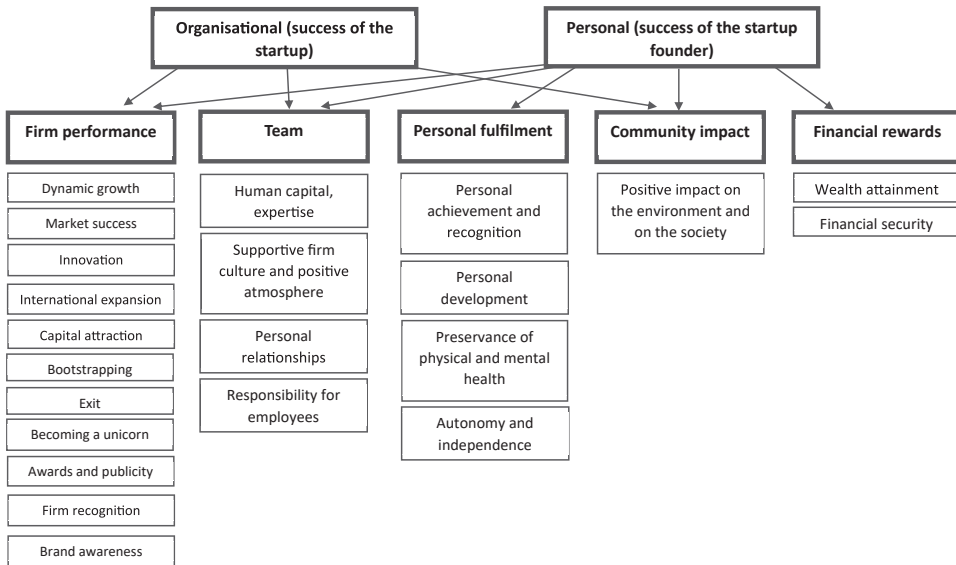 Organisational (success of the
startup)
Personal (success of the startup
founder)
Firm performance
Team
Personal fulfilment
Community impact
Financial rewards
Dynamic growth
Market success
Innovation
International expansion
Capital attraction
Bootstrapping
Exit
Becoming a unicorn
Awards and publicity
Firm recognition
Brand awareness
Human capital,
expertise
Supportive firm
culture and positive
atmosphere
Personal
relationships
Responsibility for
employees
Personal
achievement and
recognition
Personal
development
Preservance of
physical and mental
health
Autonomy and
independence
Positive impact on
the environment and
on the society
Wealth attainment
Financial security